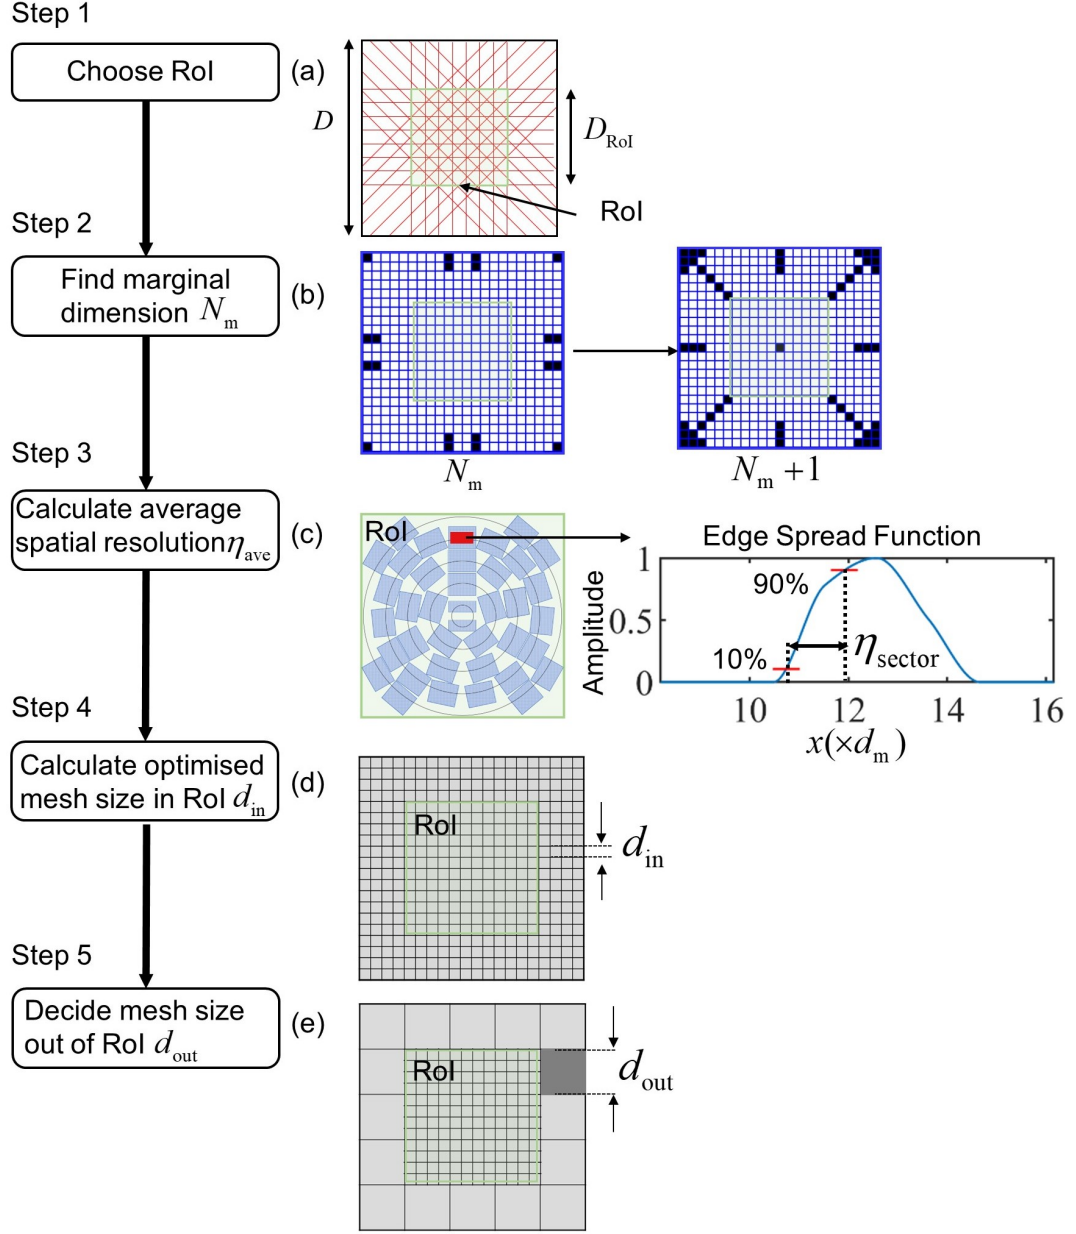 Step 1
Choose RoI
(a)
D
D_RoI
RoI
Step 2
Find marginal
dimension N_m
(b)
N_m
N_m + 1
Step 3
Calculate average
spatial resolution η_ave
(c)
RoI
Edge Spread Function
Amplitude
1
0.5
0
90%
10%
η_sector
10 12 14 16
x(×d_m)
Step 4
Calculate optimised
mesh size in RoI d_in
(d)
RoI
d_in
Step 5
Decide mesh size
out of RoI d_out
(e)
RoI
d_out